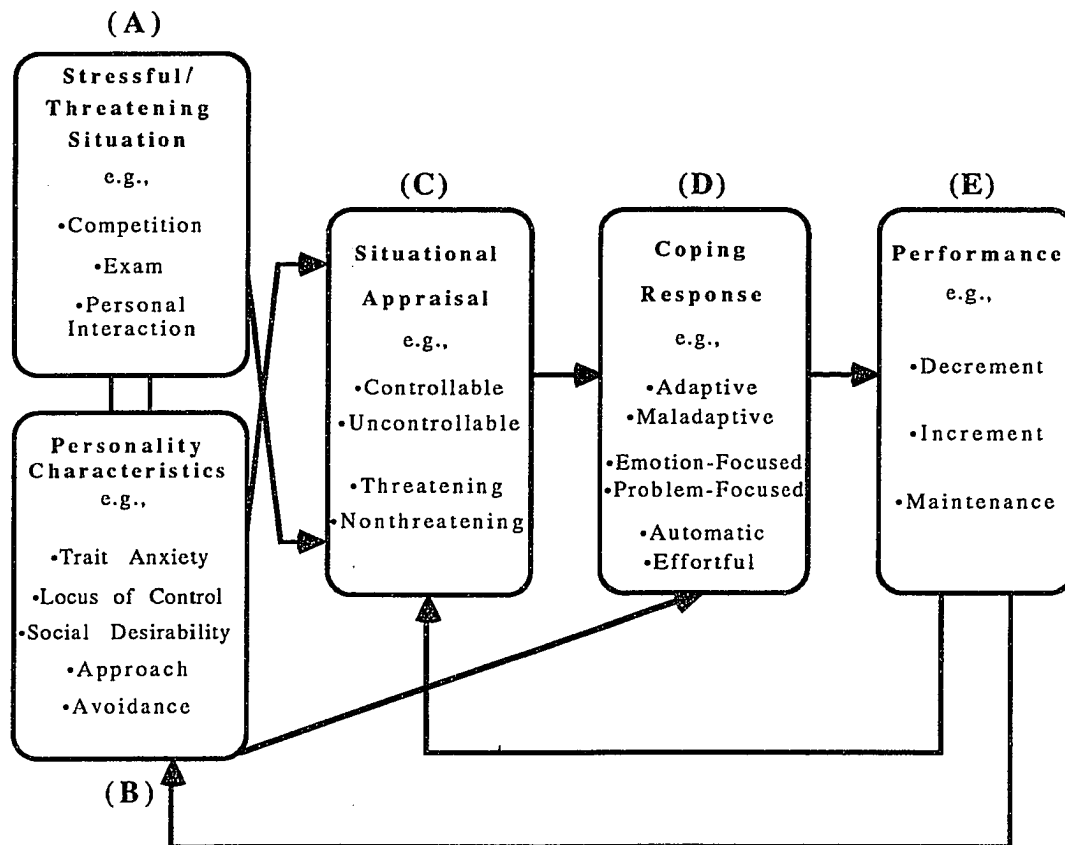 (A)
Stressful/
Threatening
Situation
e.g.,
•Competition
•Exam
•Personal
Interaction
Personality
Characteristics
e.g.,
•Trait Anxiety
•Locus of Control
•Social Desirability
•Approach
•Avoidance
(B)
(C)
Situational
Appraisal
e.g.,
•Controllable
•Uncontrollable
•Threatening
•Nonthreatening
(D)
Coping
Response
e.g.,
•Adaptive
•Maladaptive
•Emotion-Focused
•Problem-Focused
•Automatic
•Effortful
(E)
Performance
e.g.,
•Decrement
•Increment
•Maintenance